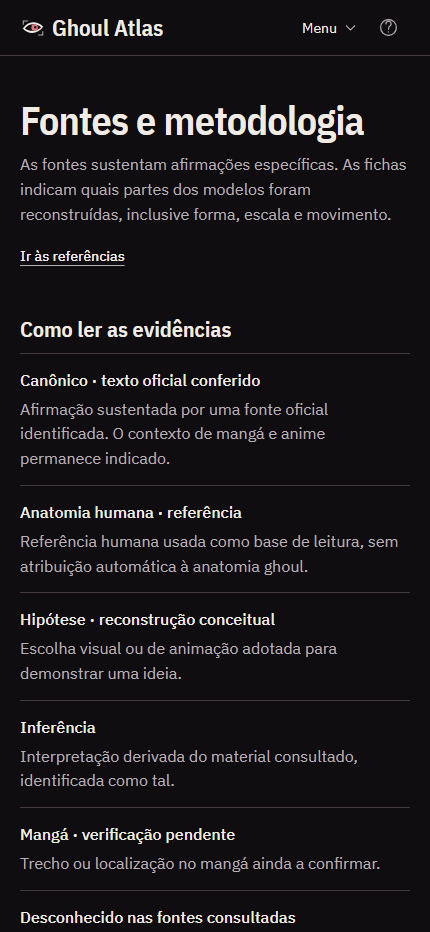 Ghoul Atlas
Menu
Fontes e metodologia
As fontes sustentam afirmações específicas. As fichas
indicam quais partes dos modelos foram
reconstruídas, inclusive forma, escala e movimento.
Ir às referências
Como ler as evidências
Canônico · texto oficial conferido
Afirmação sustentada por uma fonte oficial
identificada. O contexto de mangá e anime
permanece indicado.
Anatomia humana · referência
Referência humana usada como base de leitura, sem
atribuição automática à anatomia ghoul.
Hipótese · reconstrução conceitual
Escolha visual ou de animação adotada para
demonstrar uma ideia.
Inferência
Interpretação derivada do material consultado,
identificada como tal.
Mangá · verificação pendente
Trecho ou localização no mangá ainda a confirmar.
Desconhecido nas fontes consultadas